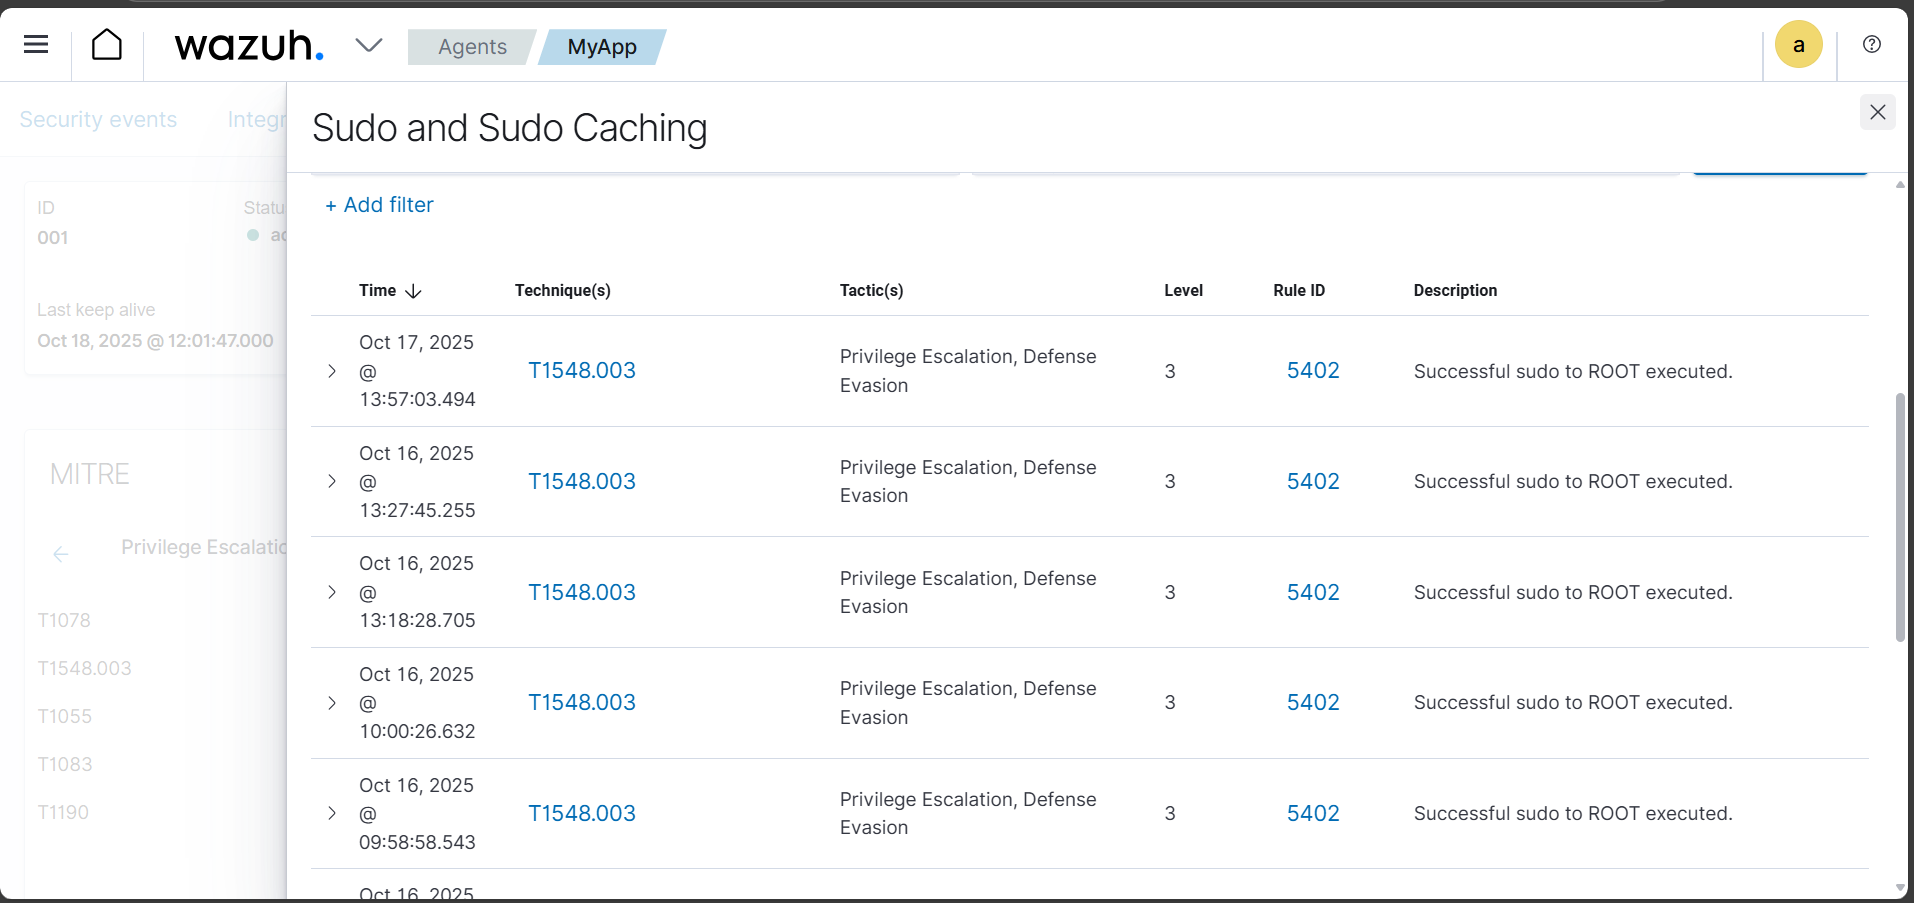 wazuh.
Agents
MyApp
a
Security events
Integr
Sudo and Sudo Caching
ID
Statu
001
ac
Last keep alive
Oct 18, 2025 @ 12:01:47.000
MITRE
Privilege Escalatic
T1078
T1548.003
T1055
T1083
T1190
+ Add filter
Time Technique(s) Tactic(s) Level Rule ID Description
Oct 17, 2025
@
13:57:03.494
T1548.003
Privilege Escalation, Defense
Evasion
3
5402
Successful sudo to ROOT executed.
Oct 16, 2025
@
13:27:45.255
T1548.003
Privilege Escalation, Defense
Evasion
3
5402
Successful sudo to ROOT executed.
Oct 16, 2025
@
13:18:28.705
T1548.003
Privilege Escalation, Defense
Evasion
3
5402
Successful sudo to ROOT executed.
Oct 16, 2025
@
10:00:26.632
T1548.003
Privilege Escalation, Defense
Evasion
3
5402
Successful sudo to ROOT executed.
Oct 16, 2025
@
09:58:58.543
T1548.003
Privilege Escalation, Defense
Evasion
3
5402
Successful sudo to ROOT executed.
Oct 16, 2025